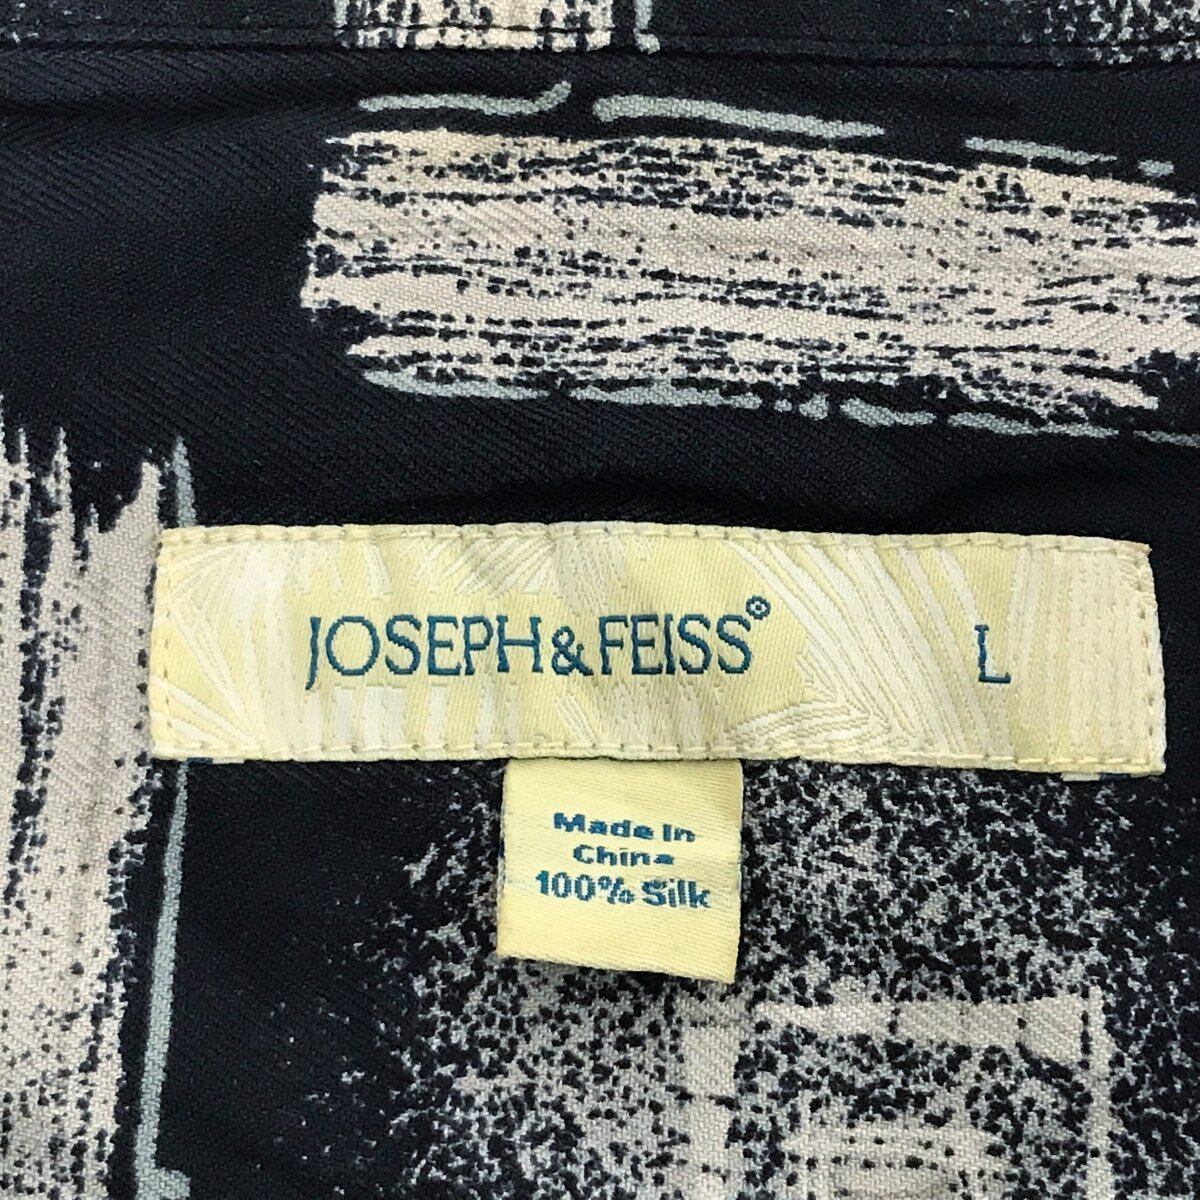 JOSEPH & FEISS® L
Made In
China
100% Silk